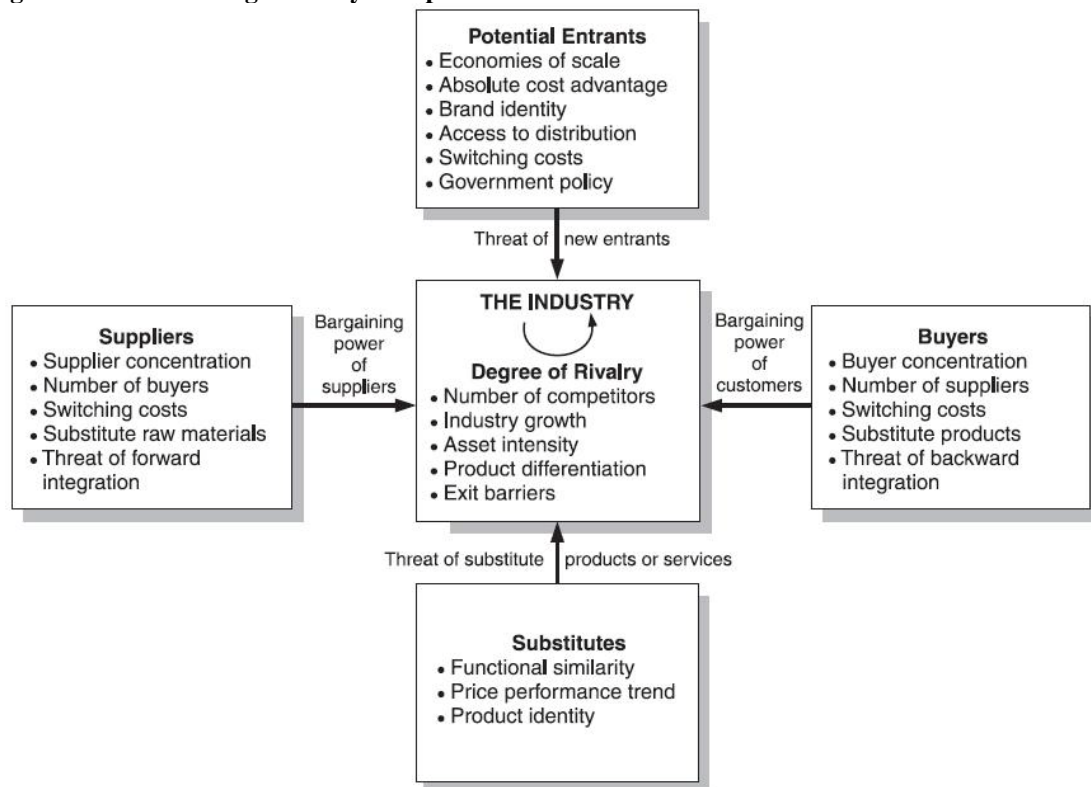 Potential Entrants
• Economies of scale
• Absolute cost advantage
• Brand identity
• Access to distribution
• Switching costs
• Government policy
Threat of new entrants
THE INDUSTRY
Degree of Rivalry
• Number of competitors
• Industry growth
• Asset intensity
• Product differentiation
• Exit barriers
Suppliers
• Supplier concentration
• Number of buyers
• Switching costs
• Substitute raw materials
• Threat of forward
integration
Bargaining
power
of
suppliers
Bargaining
power
of
customers
Buyers
• Buyer concentration
• Number of suppliers
• Switching costs
• Substitute products
• Threat of backward
integration
Threat of substitute products or services
Substitutes
• Functional similarity
• Price performance trend
• Product identity